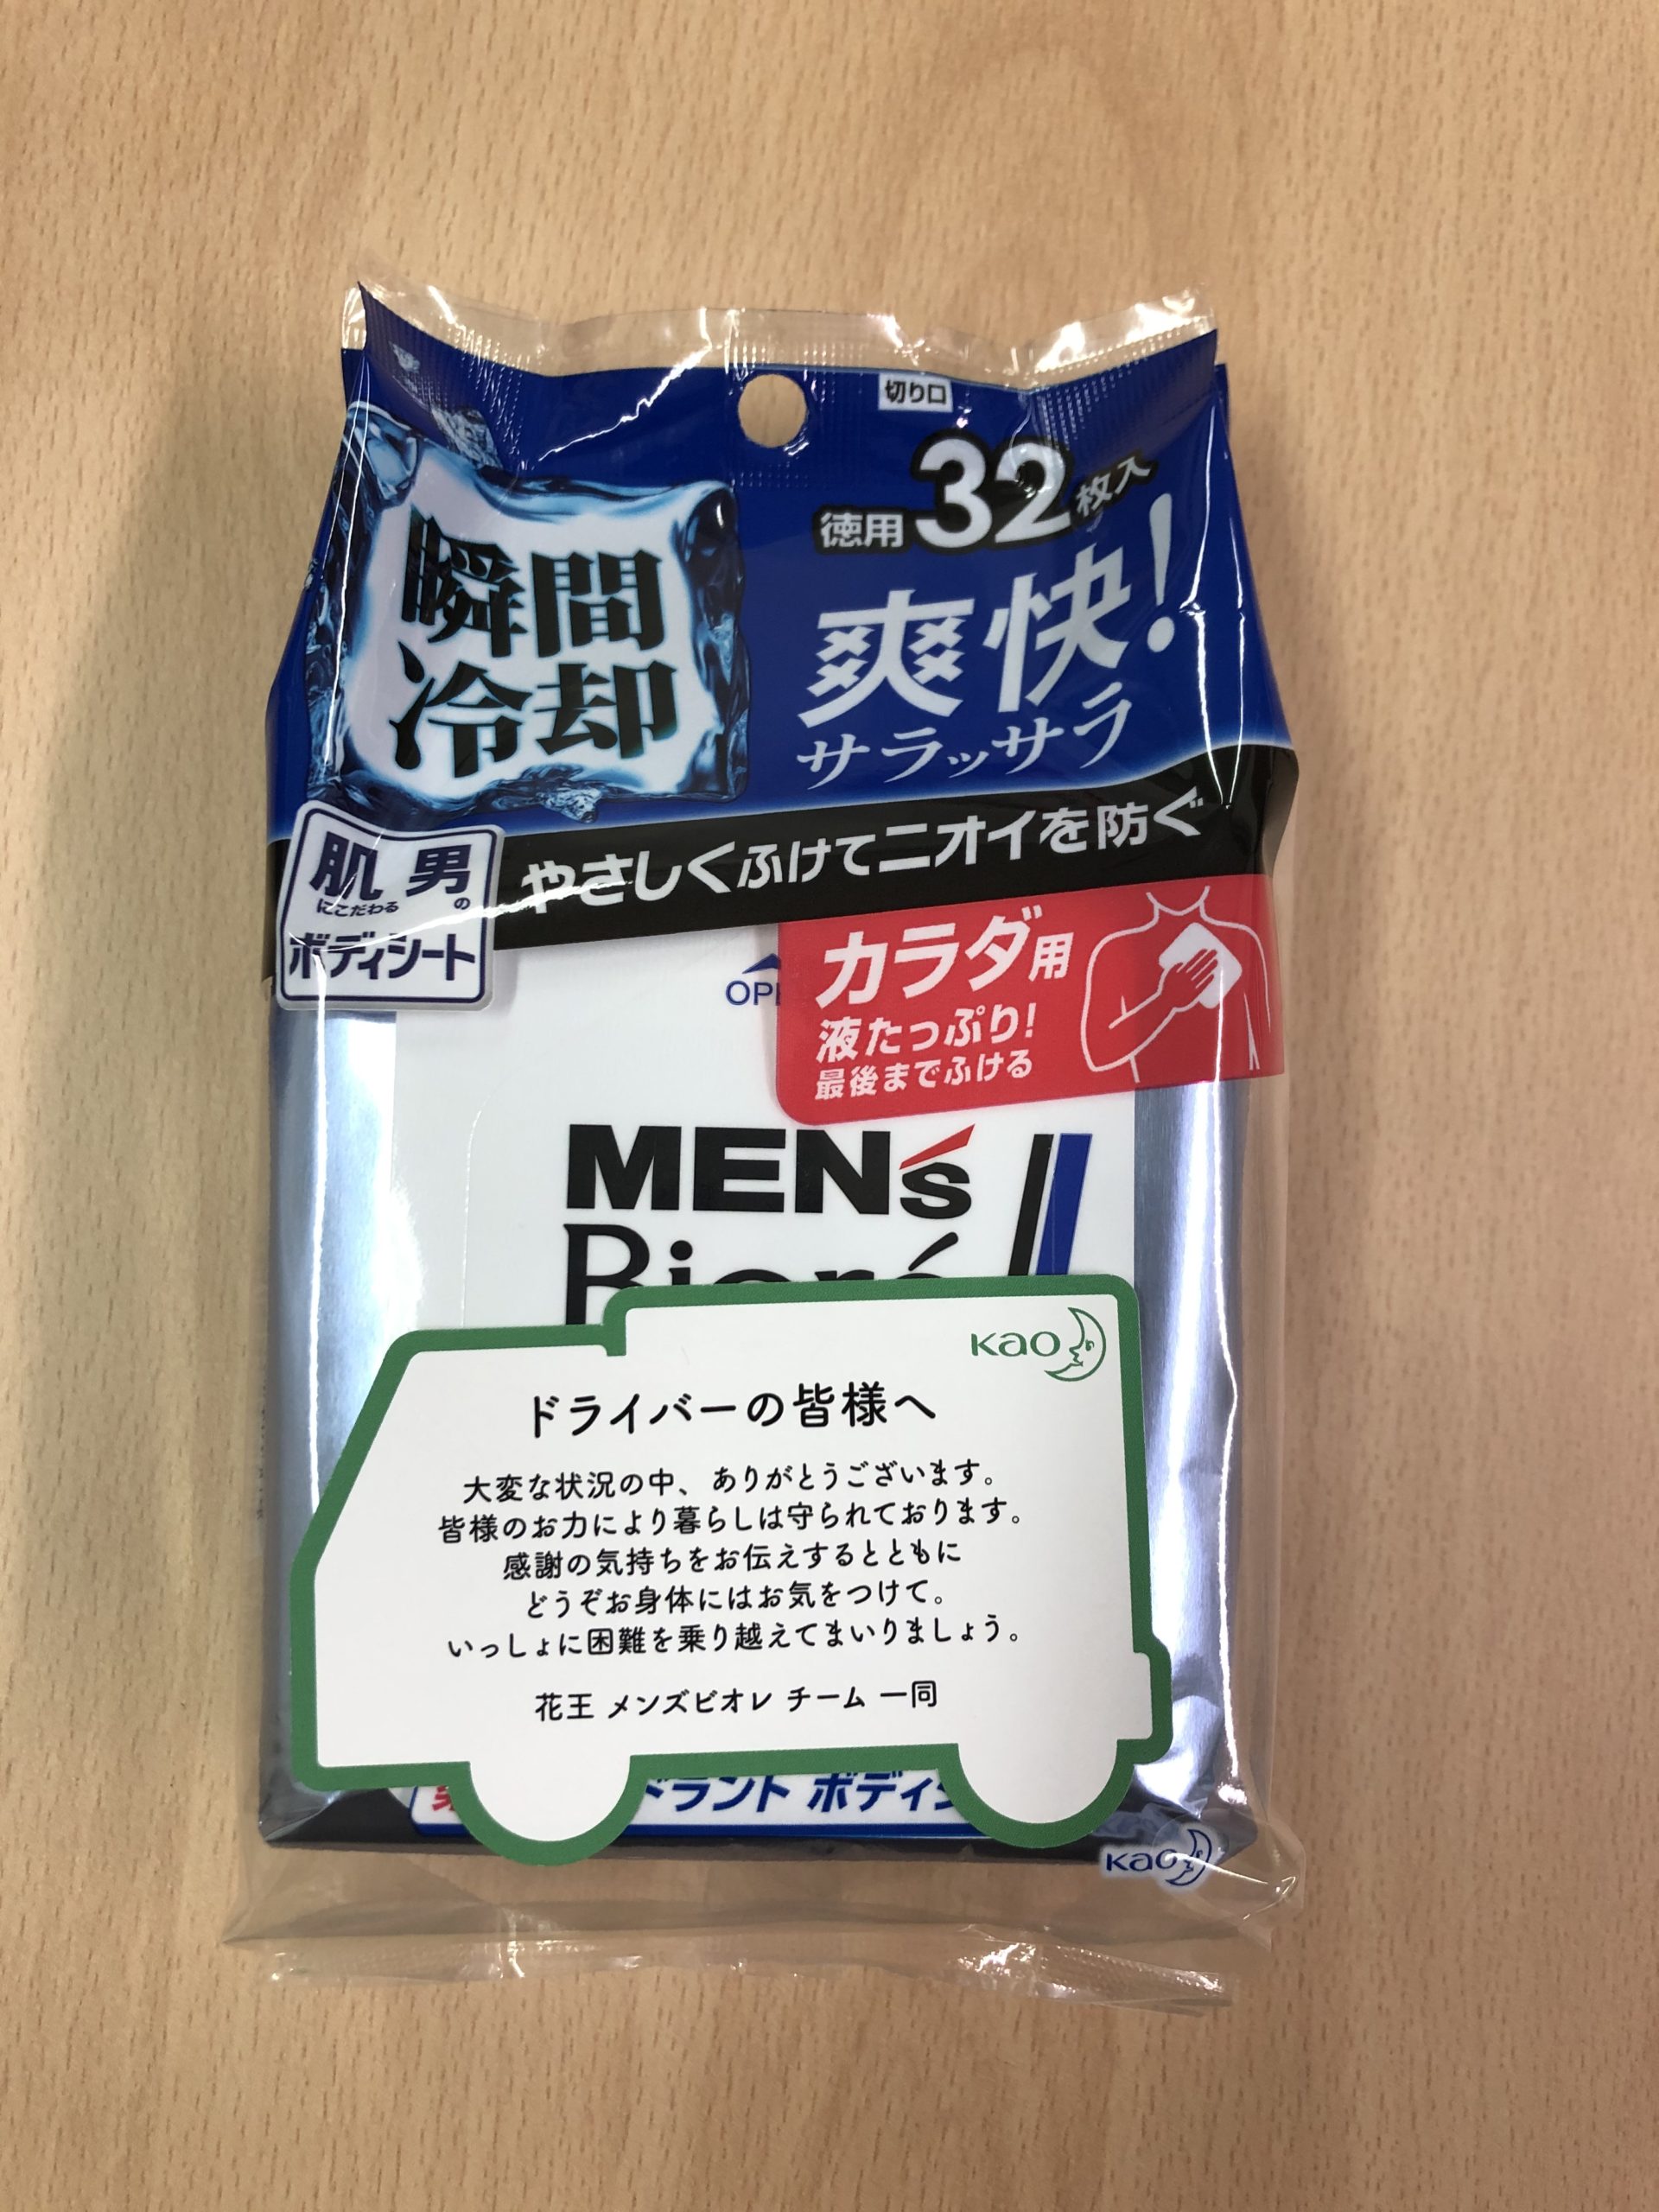 切り口
徳用32枚入
瞬間
冷却
爽快!
サラッサラ
肌にこだわる男の
ボディシート
やさしくふけてニオイを防ぐ
カラダ用
液たっぷり!
最後までふける
MEN's
Bioré
kao
ドライバーの皆様へ
大変な状況の中、ありがとうございます。
皆様のお力により暮らしは守られております。
感謝の気持ちをお伝えするとともに
どうぞお身体にはお気をつけて。
いっしょに困難を乗り越えてまいりましょう。
花王 メンズビオレ チーム 一同
ドラント ボディ
kao